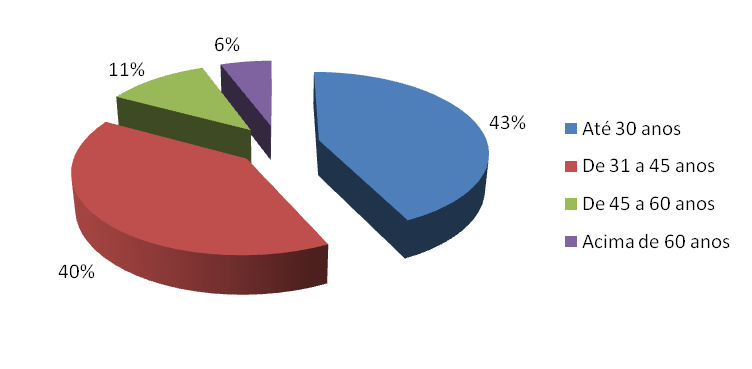 6%
11%
43%
40%
Até 30 anos
De 31 a 45 anos
De 45 a 60 anos
Acima de 60 anos